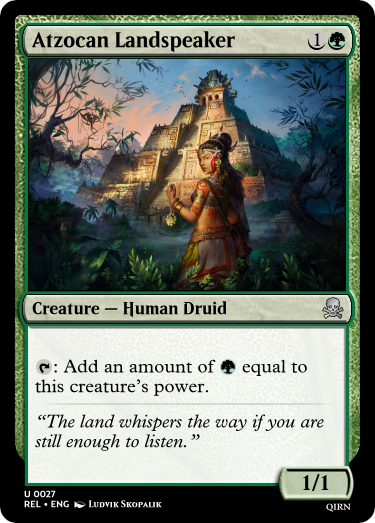 Atzocan Landspeaker 1
Creature — Human Druid
: Add an amount of equal to
this creature's power.
“The land whispers the way if you are
still enough to listen.”
1/1
U 0027
REL • ENG Ludvik Skopalik
QIRN